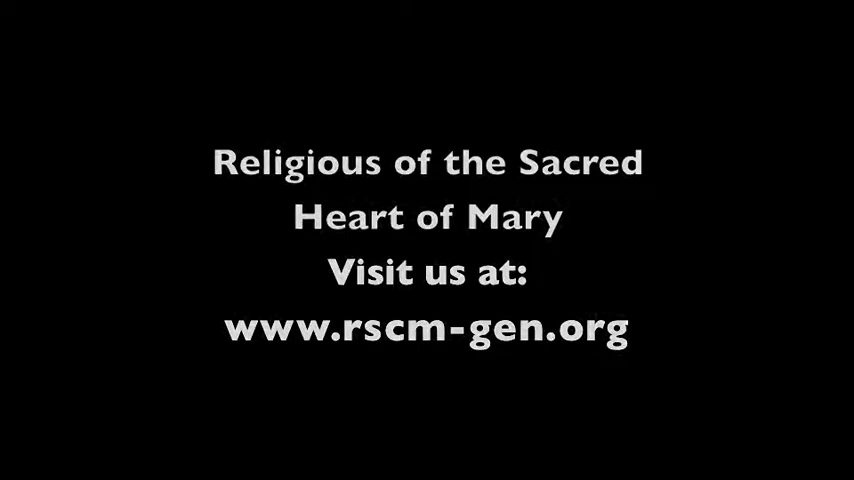 Religious of the Sacred
Heart of Mary
Visit us at:
www.rscm-gen.org